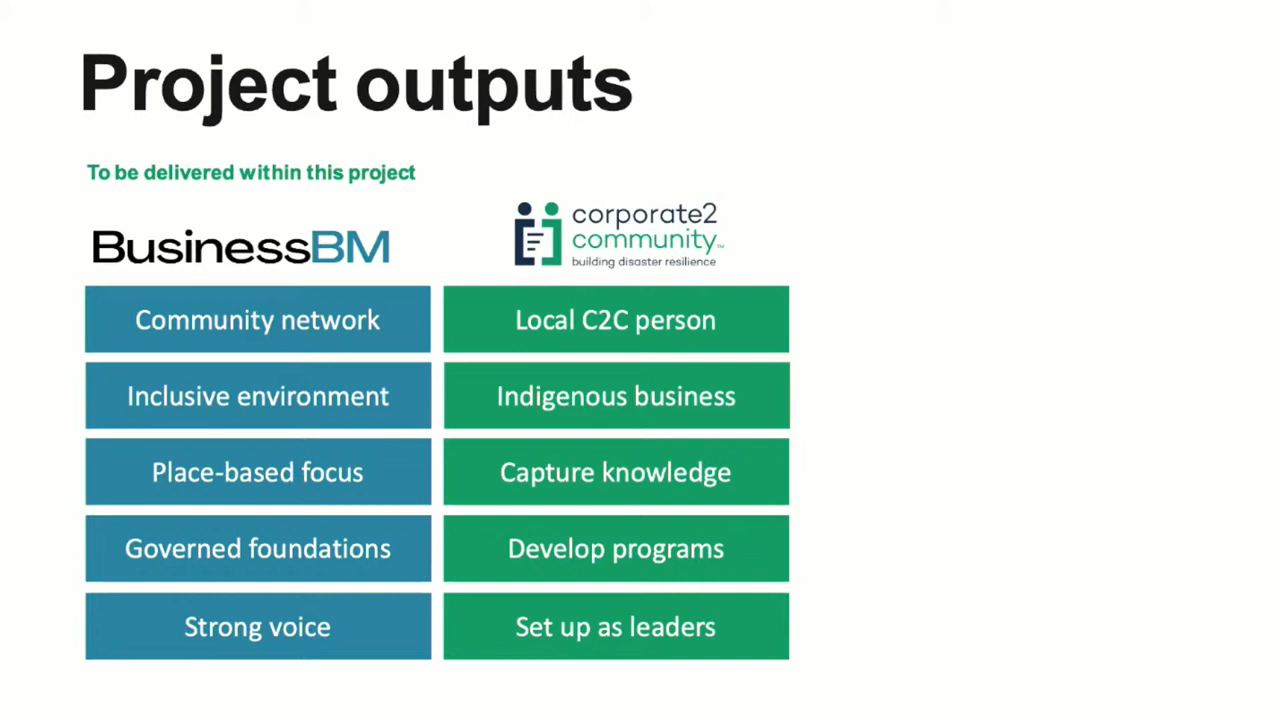 Project outputs
To be delivered within this project
BusinessBM
corporate2
community™
building disaster resilience
Community network
Local C2C person
Inclusive environment
Indigenous business
Place-based focus
Capture knowledge
Governed foundations
Develop programs
Strong voice
Set up as leaders